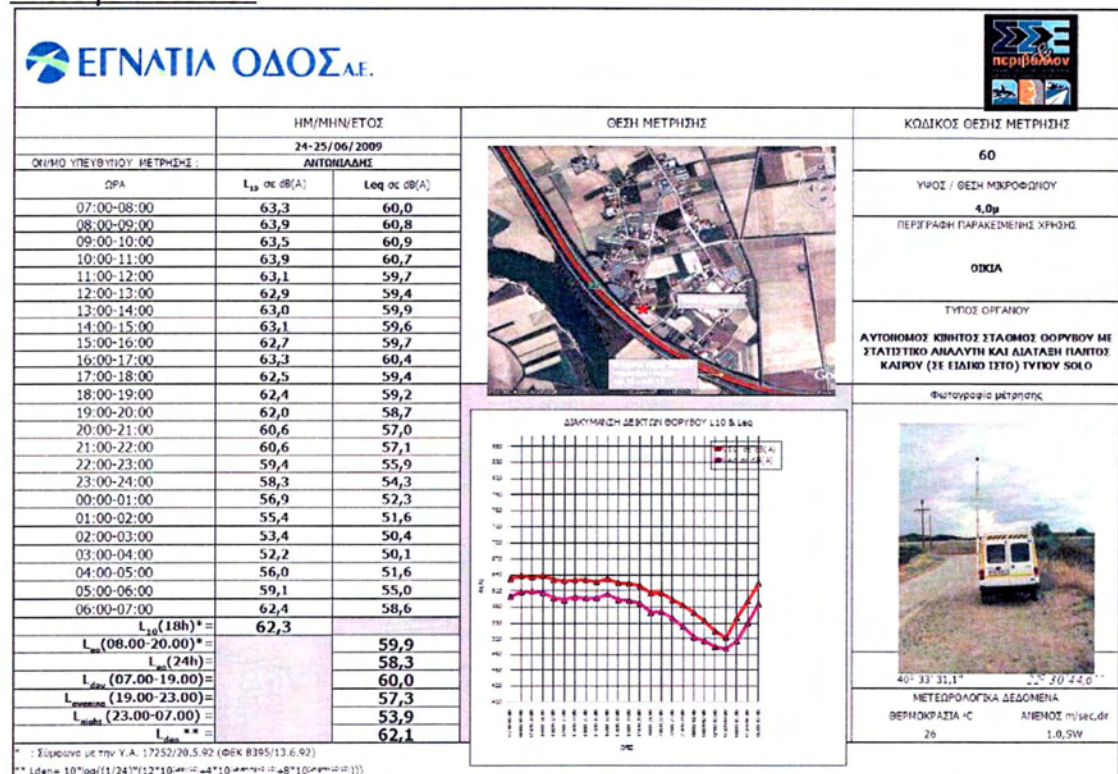 ΕΓΝΑΤΙΑ ΟΔΟΣ Α.Ε.
ΣΣΕ
&
περιβάλλον
ΗΜ/ΜΗΝ/ΕΤΟΣ
ΘΕΣΗ ΜΕΤΡΗΣΗΣ
ΚΩΔΙΚΟΣ ΘΕΣΗΣ ΜΕΤΡΗΣΗΣ
24-25/06/2009
60
ΟΝ/ΜΟ ΥΠΕΥΘΥΝΟΥ ΜΕΤΡΗΣΗΣ :
ΑΝΤΩΝΙΑΔΗΣ
ΩΡΑ
L10 σε dB(A)
Leq σε dB(A)
ΥΨΟΣ / ΘΕΣΗ ΜΙΚΡΟΦΩΝΟΥ
4,0μ
07:00-08:00 63,3 60,0
08:00-09:00 63,9 60,8
09:00-10:00 63,5 60,9
10:00-11:00 63,9 60,7
11:00-12:00 63,1 59,7
12:00-13:00 62,9 59,4
13:00-14:00 63,0 59,9
14:00-15:00 63,1 59,6
15:00-16:00 62,7 59,7
16:00-17:00 63,3 60,4
17:00-18:00 62,5 59,4
18:00-19:00 62,4 59,2
19:00-20:00 62,0 58,7
20:00-21:00 60,6 57,0
21:00-22:00 60,6 57,1
22:00-23:00 59,4 55,9
23:00-24:00 58,3 54,3
00:00-01:00 56,9 52,3
01:00-02:00 55,4 51,6
02:00-03:00 53,4 50,4
03:00-04:00 52,2 50,1
04:00-05:00 56,0 51,6
05:00-06:00 59,1 55,0
06:00-07:00 62,4 58,6
L10(18h)*= 62,3
Leq(08.00-20.00)*= 59,9
Leq(24h)= 58,3
Lday (07.00-19.00)= 60,0
Levening (19.00-23.00)= 57,3
Lnight (23.00-07.00) = 53,9
Lden ** = 62,1
ΠΕΡΙΓΡΑΦΗ ΠΑΡΑΚΕΙΜΕΝΗΣ ΧΡΗΣΗΣ
ΟΙΚΙΑ
ΤΥΠΟΣ ΟΡΓΑΝΟΥ
ΑΥΤΟΝΟΜΟΣ ΚΙΝΗΤΟΣ ΣΤΑΘΜΟΣ ΘΟΡΥΒΟΥ ΜΕ
ΣΤΑΤΙΣΤΙΚΟ ΑΝΑΛΥΤΗ ΚΑΙ ΔΙΑΤΑΞΗ ΠΑΝΤΟΣ
ΚΑΙΡΟΥ (ΣΕ ΕΙΔΙΚΟ ΙΣΤΟ) ΤΥΠΟΥ SOLO
Φωτογραφία μέτρησης
ΔΙΑΚΥΜΑΝΣΗ ΔΕΙΚΤΩΝ ΘΟΡΥΒΟΥ L10 & Leq
40° 33' 31,1"
22° 30' 44,6''
ΜΕΤΕΩΡΟΛΟΓΙΚΑ ΔΕΔΟΜΕΝΑ
ΘΕΡΜΟΚΡΑΣΙΑ °C
ΑΝΕΜΟΣ m/sec,dir
26
1.0,SW
* : Σύμφωνα με την Υ.Α. 17252/20.5.92 (ΦΕΚ Β395/13.6.92)
** Lden= 10*log((1/24)*(12*10